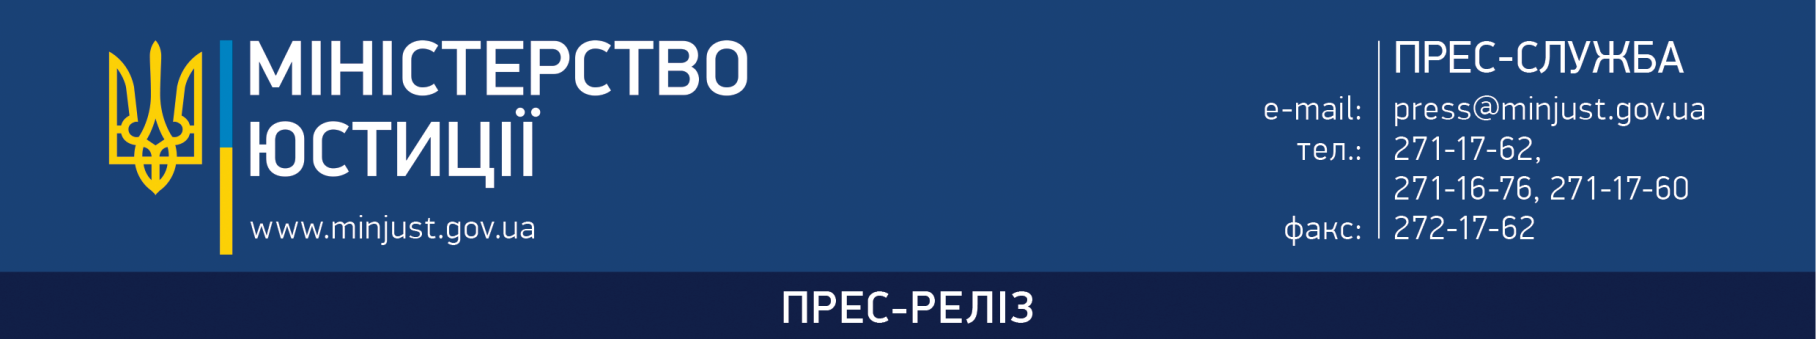 МІНІСТЕРСТВО
ЮСТИЦІЇ
www.minjust.gov.ua
ПРЕС-СЛУЖБА
e-mail: press@minjust.gov.ua
тел.: 271-17-62,
271-16-76, 271-17-60
факс: 272-17-62
ПРЕС-РЕЛІЗ